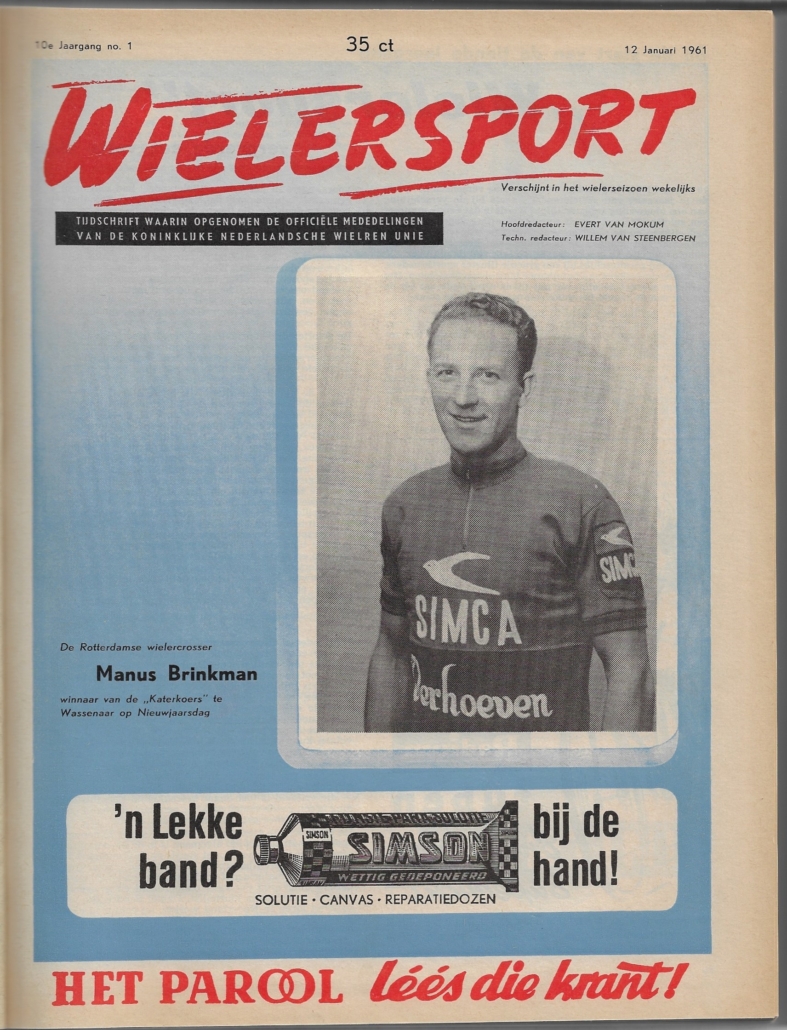 10e Jaargang no. 1
35 ct
12 Januari 1961
WIELERSPORT
Verschijnt in het wielerseizoen wekelijks
TIJDSCHRIFT WAARIN OPGENOMEN DE OFFICIËLE MEDEDELINGEN
VAN DE KONINKLIJKE NEDERLANDSCHE WIELREN UNIE
Hoofdredacteur: EVERT VAN MOKUM
Techn. redacteur: WILLEM VAN STEENBERGEN
SIMCA
SIMCA
Verhoeven
De Rotterdamse wielercrosser
Manus Brinkman
winnaar van de „Katerkoers" te
Wassenaar op Nieuwjaarsdag
'n Lekke
band?
SIMSON
SIMSON
WETTIG GEDEPONEERD
bij de
hand!
SOLUTIE · CANVAS · REPARATIEDOZEN
HET PAROOL léés die krant!